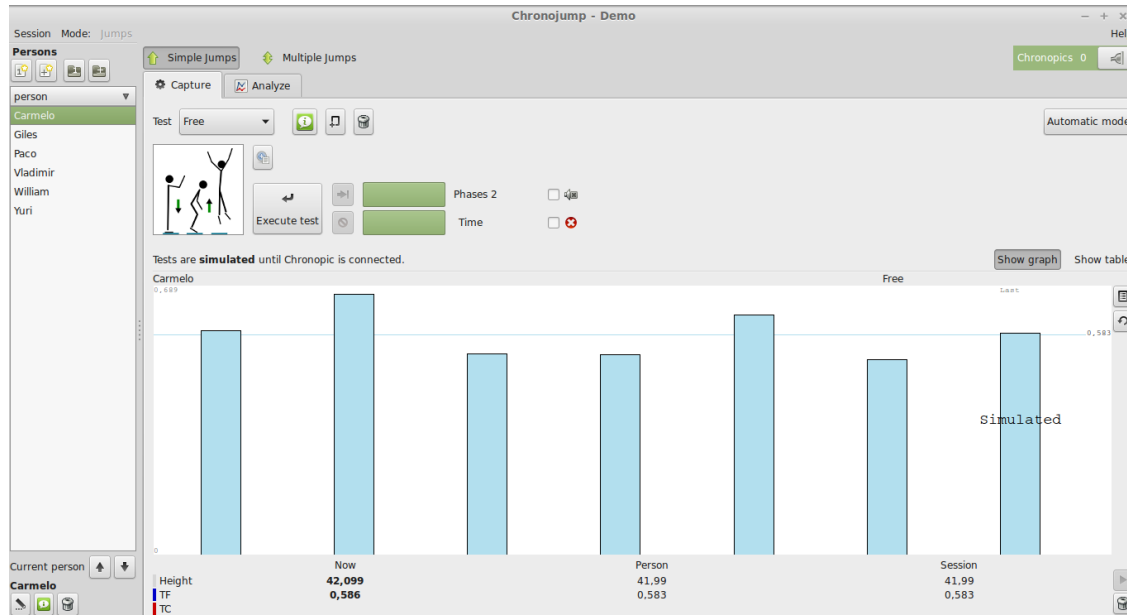 Chronojump - Demo
Session Mode: Jumps
Hel
Persons
Simple Jumps
Multiple Jumps
Chronopics 0
Capture
Analyze
person
Carmelo
Giles
Paco
Vladimir
William
Yuri
Test Free
Automatic mode
Execute test
Phases 2
Time
Tests are simulated until Chronopic is connected.
Show graph
Show table
Carmelo
Free
0,689
Last
0,583
Simulated
0
Now Person Session
Height 42,099 41,99 41,99
TF 0,586 0,583 0,583
TC
Current person
Carmelo